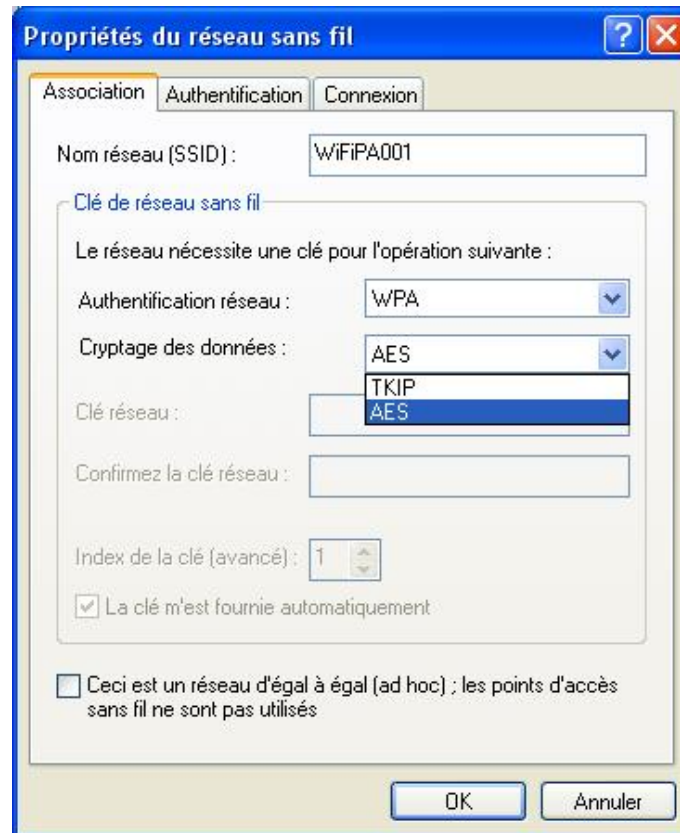 Propriétés du réseau sans fil
Association Authentification Connexion
Nom réseau (SSID) : WiFiPA001
Clé de réseau sans fil
Le réseau nécessite une clé pour l'opération suivante :
Authentification réseau : WPA
Cryptage des données : AES
TKIP
AES
Clé réseau :
Confirmez la clé réseau :
Index de la clé (avancé) : 1
La clé m'est fournie automatiquement
Ceci est un réseau d'égal à égal (ad hoc) ; les points d'accès
sans fil ne sont pas utilisés
OK Annuler